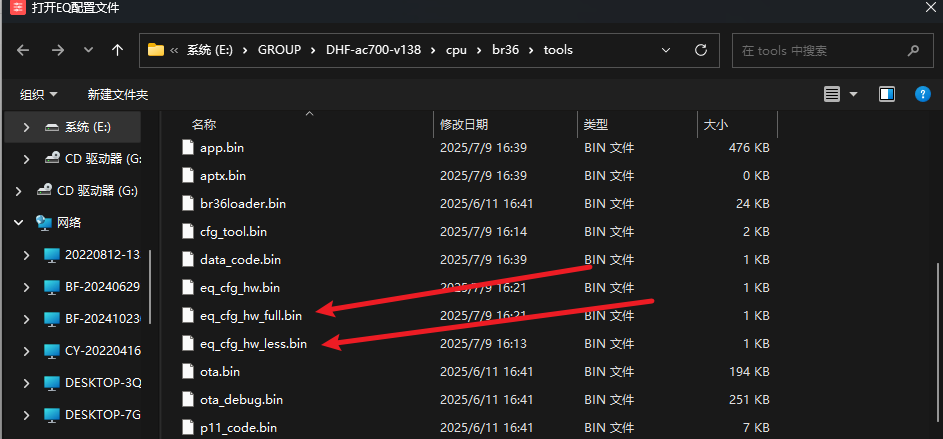 打开EQ配置文件
« 系统 (E:) > GROUP > DHF-ac700-v138 > cpu > br36 > tools
在 tools 中搜索
组织 新建文件夹
名称 修改日期 类型 大小
系统 (E:)
CD 驱动器 (G:
CD 驱动器 (G:)
网络
20220812-13
BF-20240629
BF-20241023
CY-20220416
DESKTOP-3Q
DESKTOP-7G
app.bin 2025/7/9 16:39 BIN 文件 476 KB
aptx.bin 2025/7/9 16:39 BIN 文件 0 KB
br36loader.bin 2025/6/11 16:41 BIN 文件 24 KB
cfg_tool.bin 2025/7/9 16:14 BIN 文件 2 KB
data_code.bin 2025/7/9 16:39 BIN 文件 1 KB
eq_cfg_hw.bin 2025/7/9 16:21 BIN 文件 1 KB
eq_cfg_hw_full.bin 2025/7/9 16:21 BIN 文件 1 KB
eq_cfg_hw_less.bin 2025/7/9 16:13 BIN 文件 1 KB
ota.bin 2025/6/11 16:41 BIN 文件 194 KB
ota_debug.bin 2025/6/11 16:41 BIN 文件 251 KB
p11_code.bin 2025/6/11 16:41 BIN 文件 7 KB